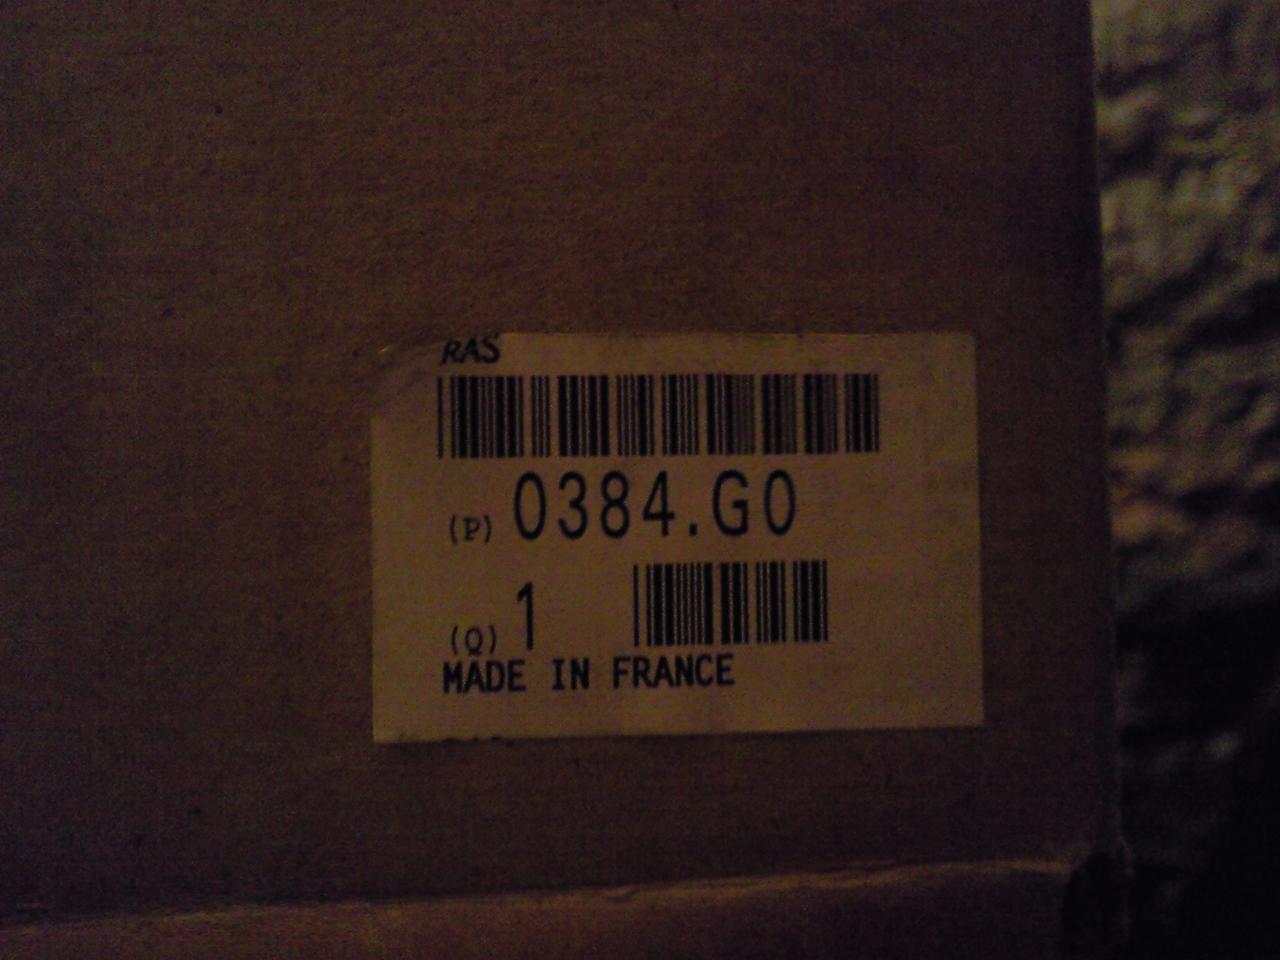 RAS
(P) 0384.G0
(Q) 1
MADE IN FRANCE